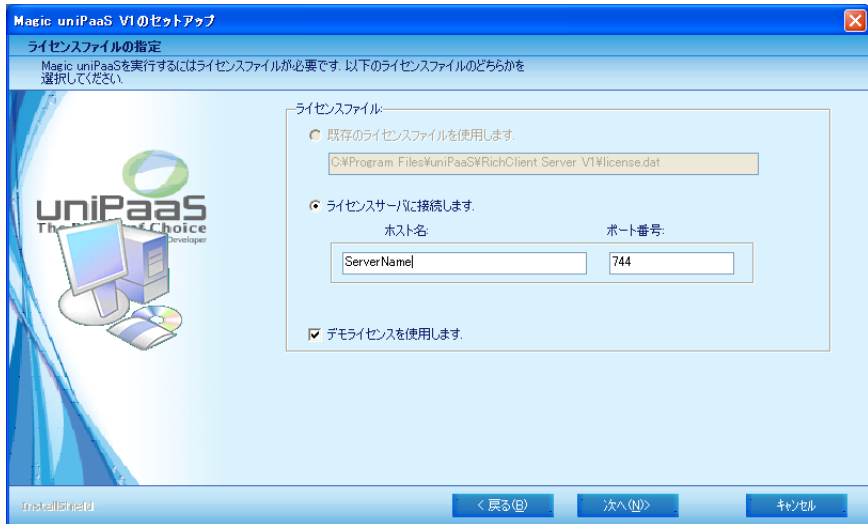 Magic uniPaaS V1のセットアップ
ライセンスファイルの指定
Magic uniPaaSを実行するにはライセンスファイルが必要です. 以下のライセンスファイルのどちらかを
選択してください.
ライセンスファイル:
既存のライセンスファイルを使用します.
C:¥Program Files¥uniPaaS¥RichClient Server V1¥license.dat
ライセンスサーバに接続します.
ホスト名:
ポート番号:
ServerName
744
デモライセンスを使用します.
uniPaaS
The of Choice
Developer
InstallShield
< 戻る(B)
次へ(N)>
キャンセル